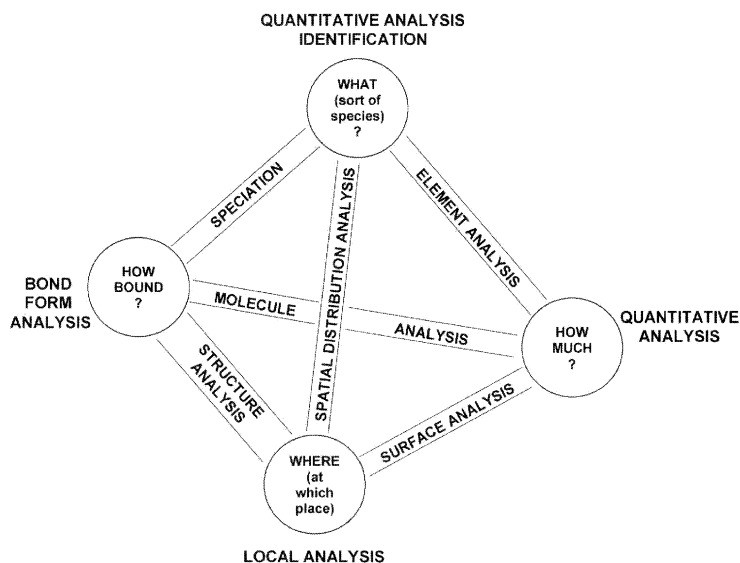 QUANTITATIVE ANALYSIS
IDENTIFICATION
WHAT
(sort of
species)
?
SPECIATION
ELEMENT ANALYSIS
SPATIAL DISTRIBUTION ANALYSIS
BOND
FORM
ANALYSIS
HOW
BOUND
?
MOLECULE
ANALYSIS
HOW
MUCH
?
QUANTITATIVE
ANALYSIS
STRUCTURE
ANALYSIS
SURFACE ANALYSIS
WHERE
(at
which
place)
LOCAL ANALYSIS